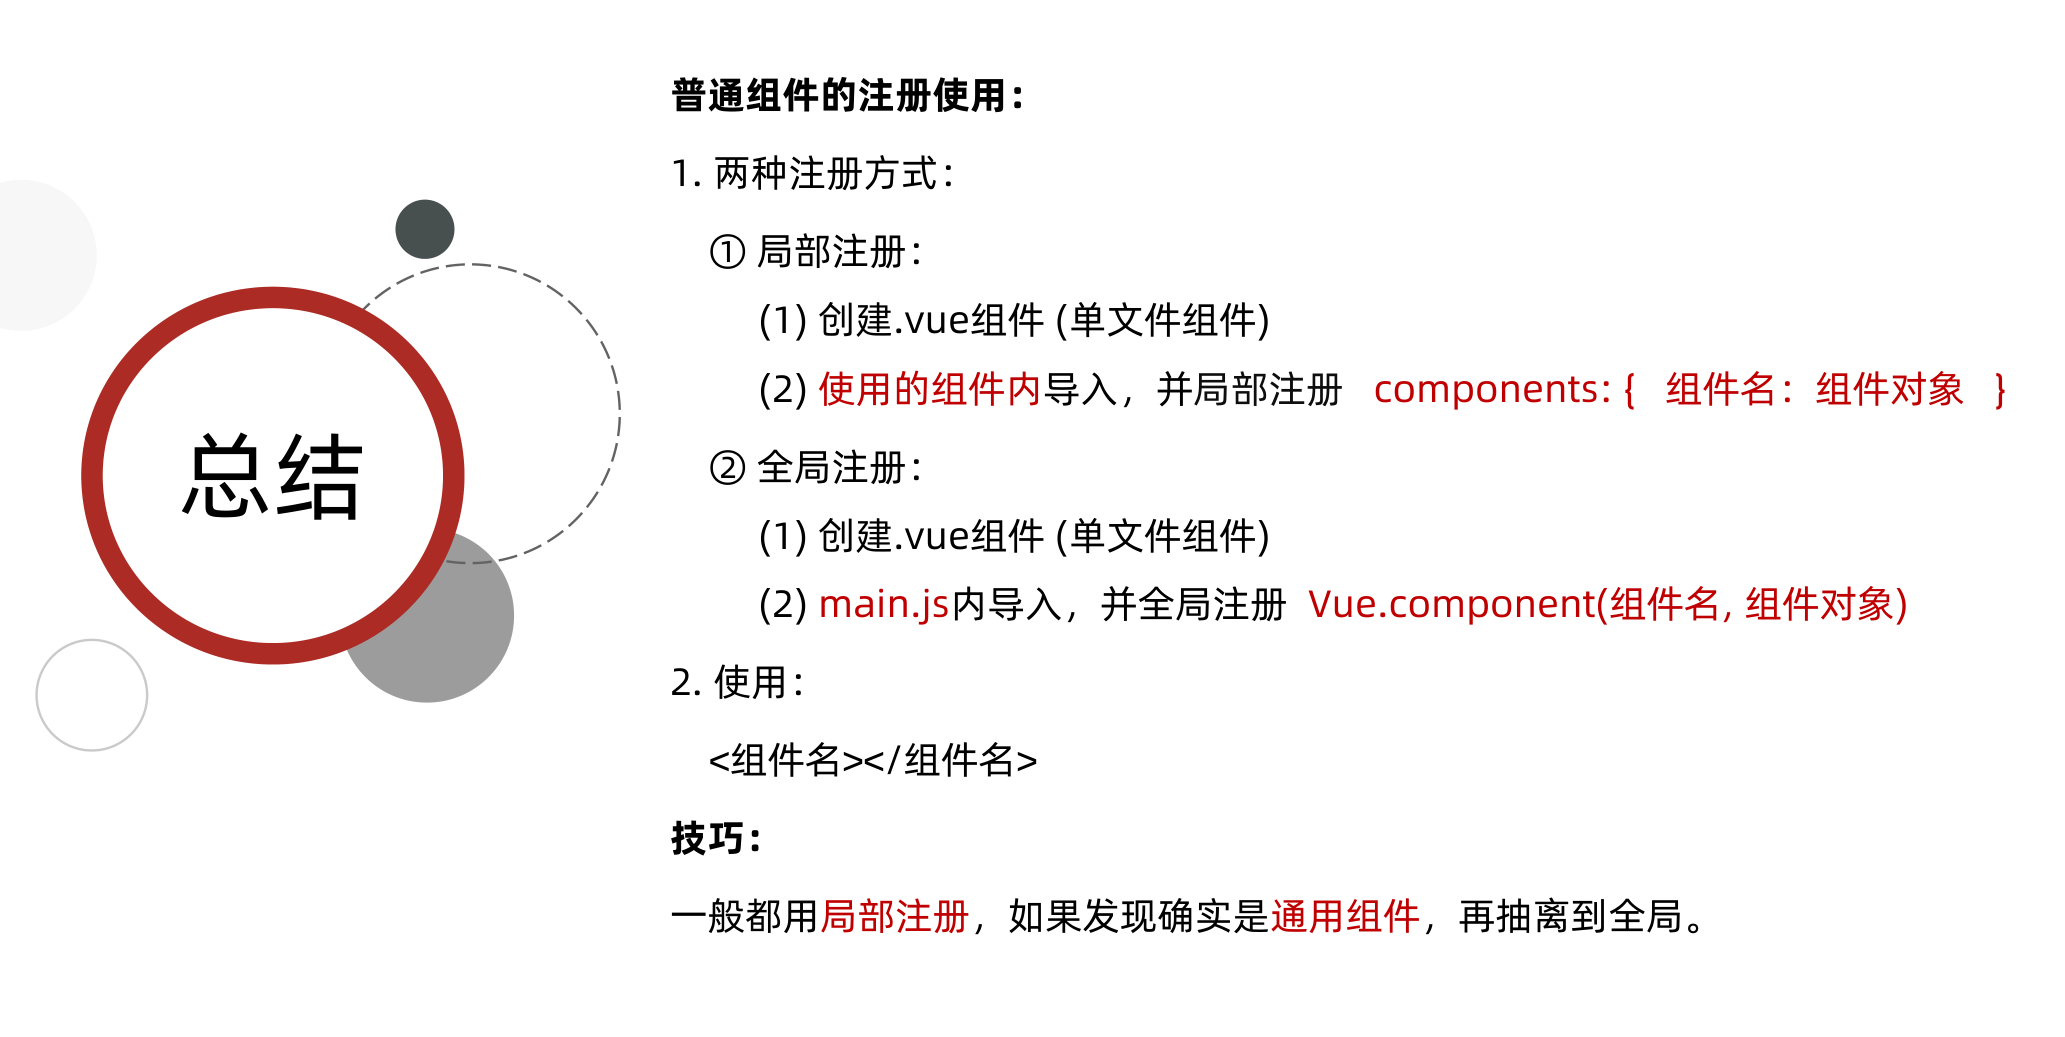 总结
普通组件的注册使用：
1. 两种注册方式：
① 局部注册：
(1) 创建.vue组件 (单文件组件)
(2) 使用的组件内导入，并局部注册 components: { 组件名：组件对象 }
② 全局注册：
(1) 创建.vue组件 (单文件组件)
(2) main.js内导入，并全局注册 Vue.component(组件名, 组件对象)
2. 使用：
<组件名></组件名>
技巧：
一般都用局部注册，如果发现确实是通用组件，再抽离到全局。